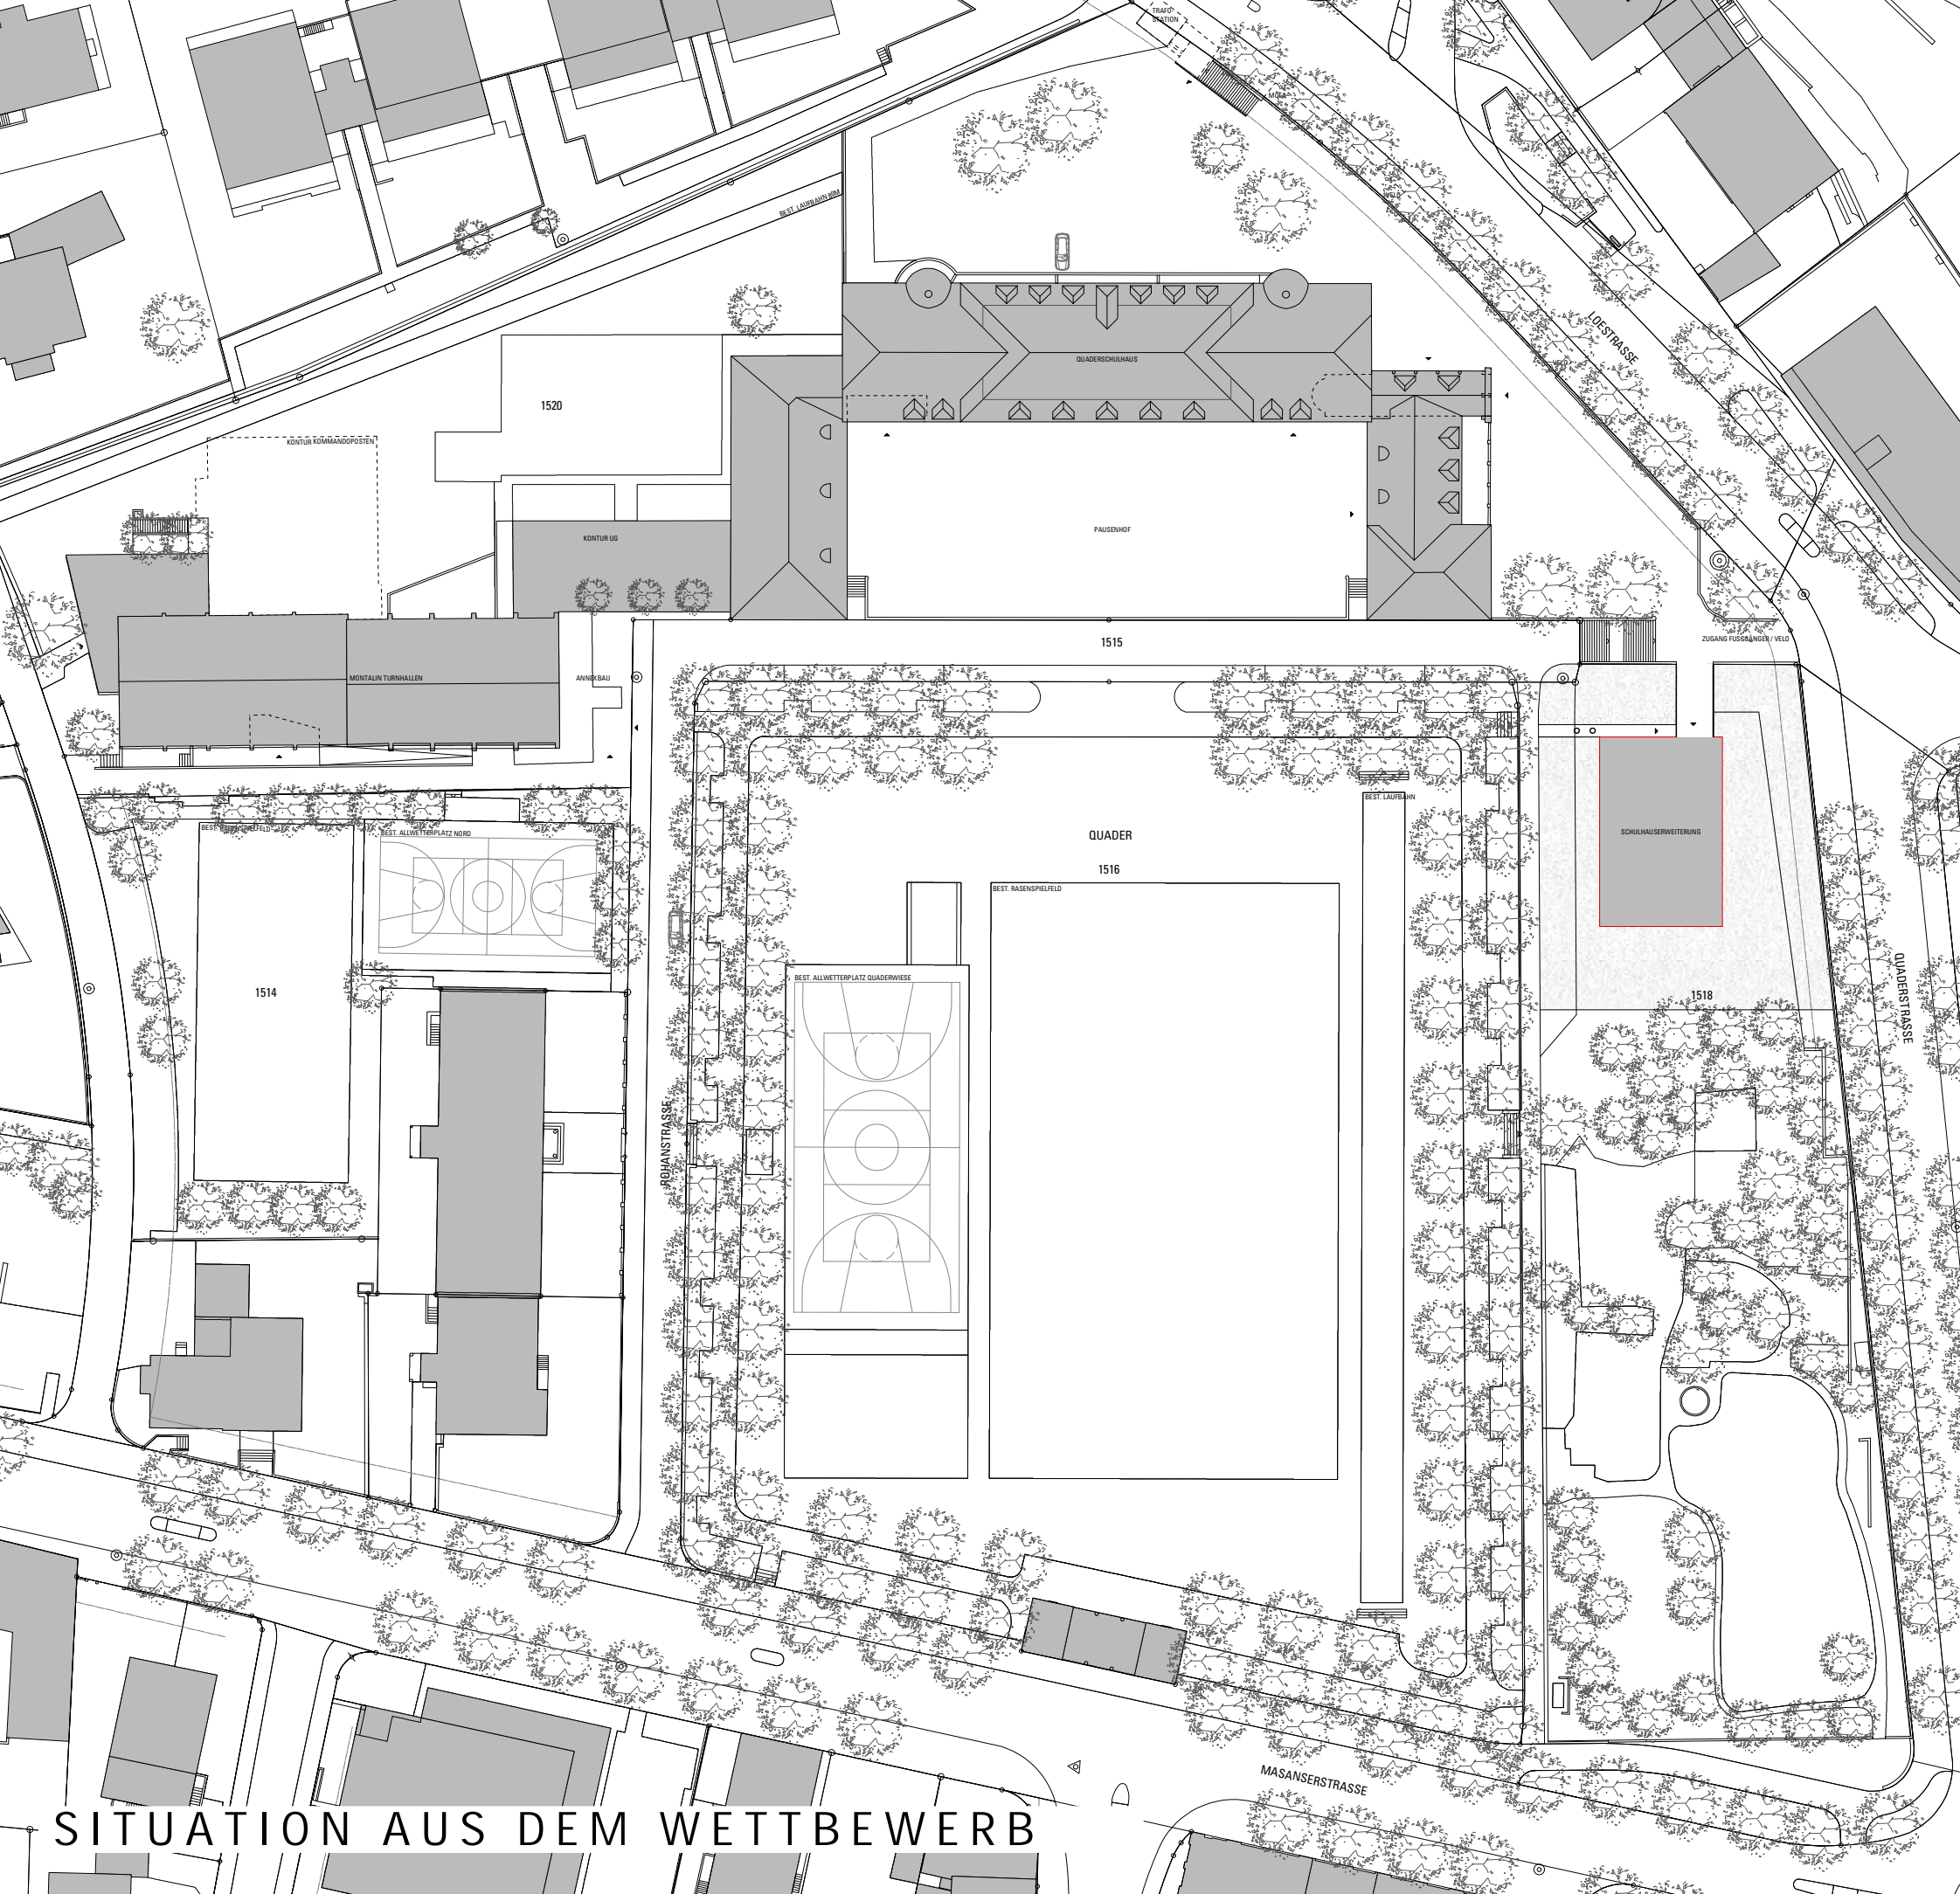 TRAFO
STATION
BEST. LAUFBAHN 80M
LOESTRASSE
QUADERSCHULHAUS
1520
KONTUR KOMMANDOPOSTEN
PAUSENHOF
KONTUR UG
1515
ZUGANG FUSSGÄNGER / VELO
MONTALIN TURNHALLEN
ANNEXBAU
BEST. LAUFBAHN
BEST. ALLWETTERPLATZ NORD
QUADER
SCHULHAUSERWEITERUNG
1516
BEST. RASENSPIELFELD
BEST. ALLWETTERPLATZ QUADERWIESE
1514
1518
QUADERSTRASSE
ROHANSTRASSE
MASANSERSTRASSE
SITUATION AUS DEM WETTBEWERB